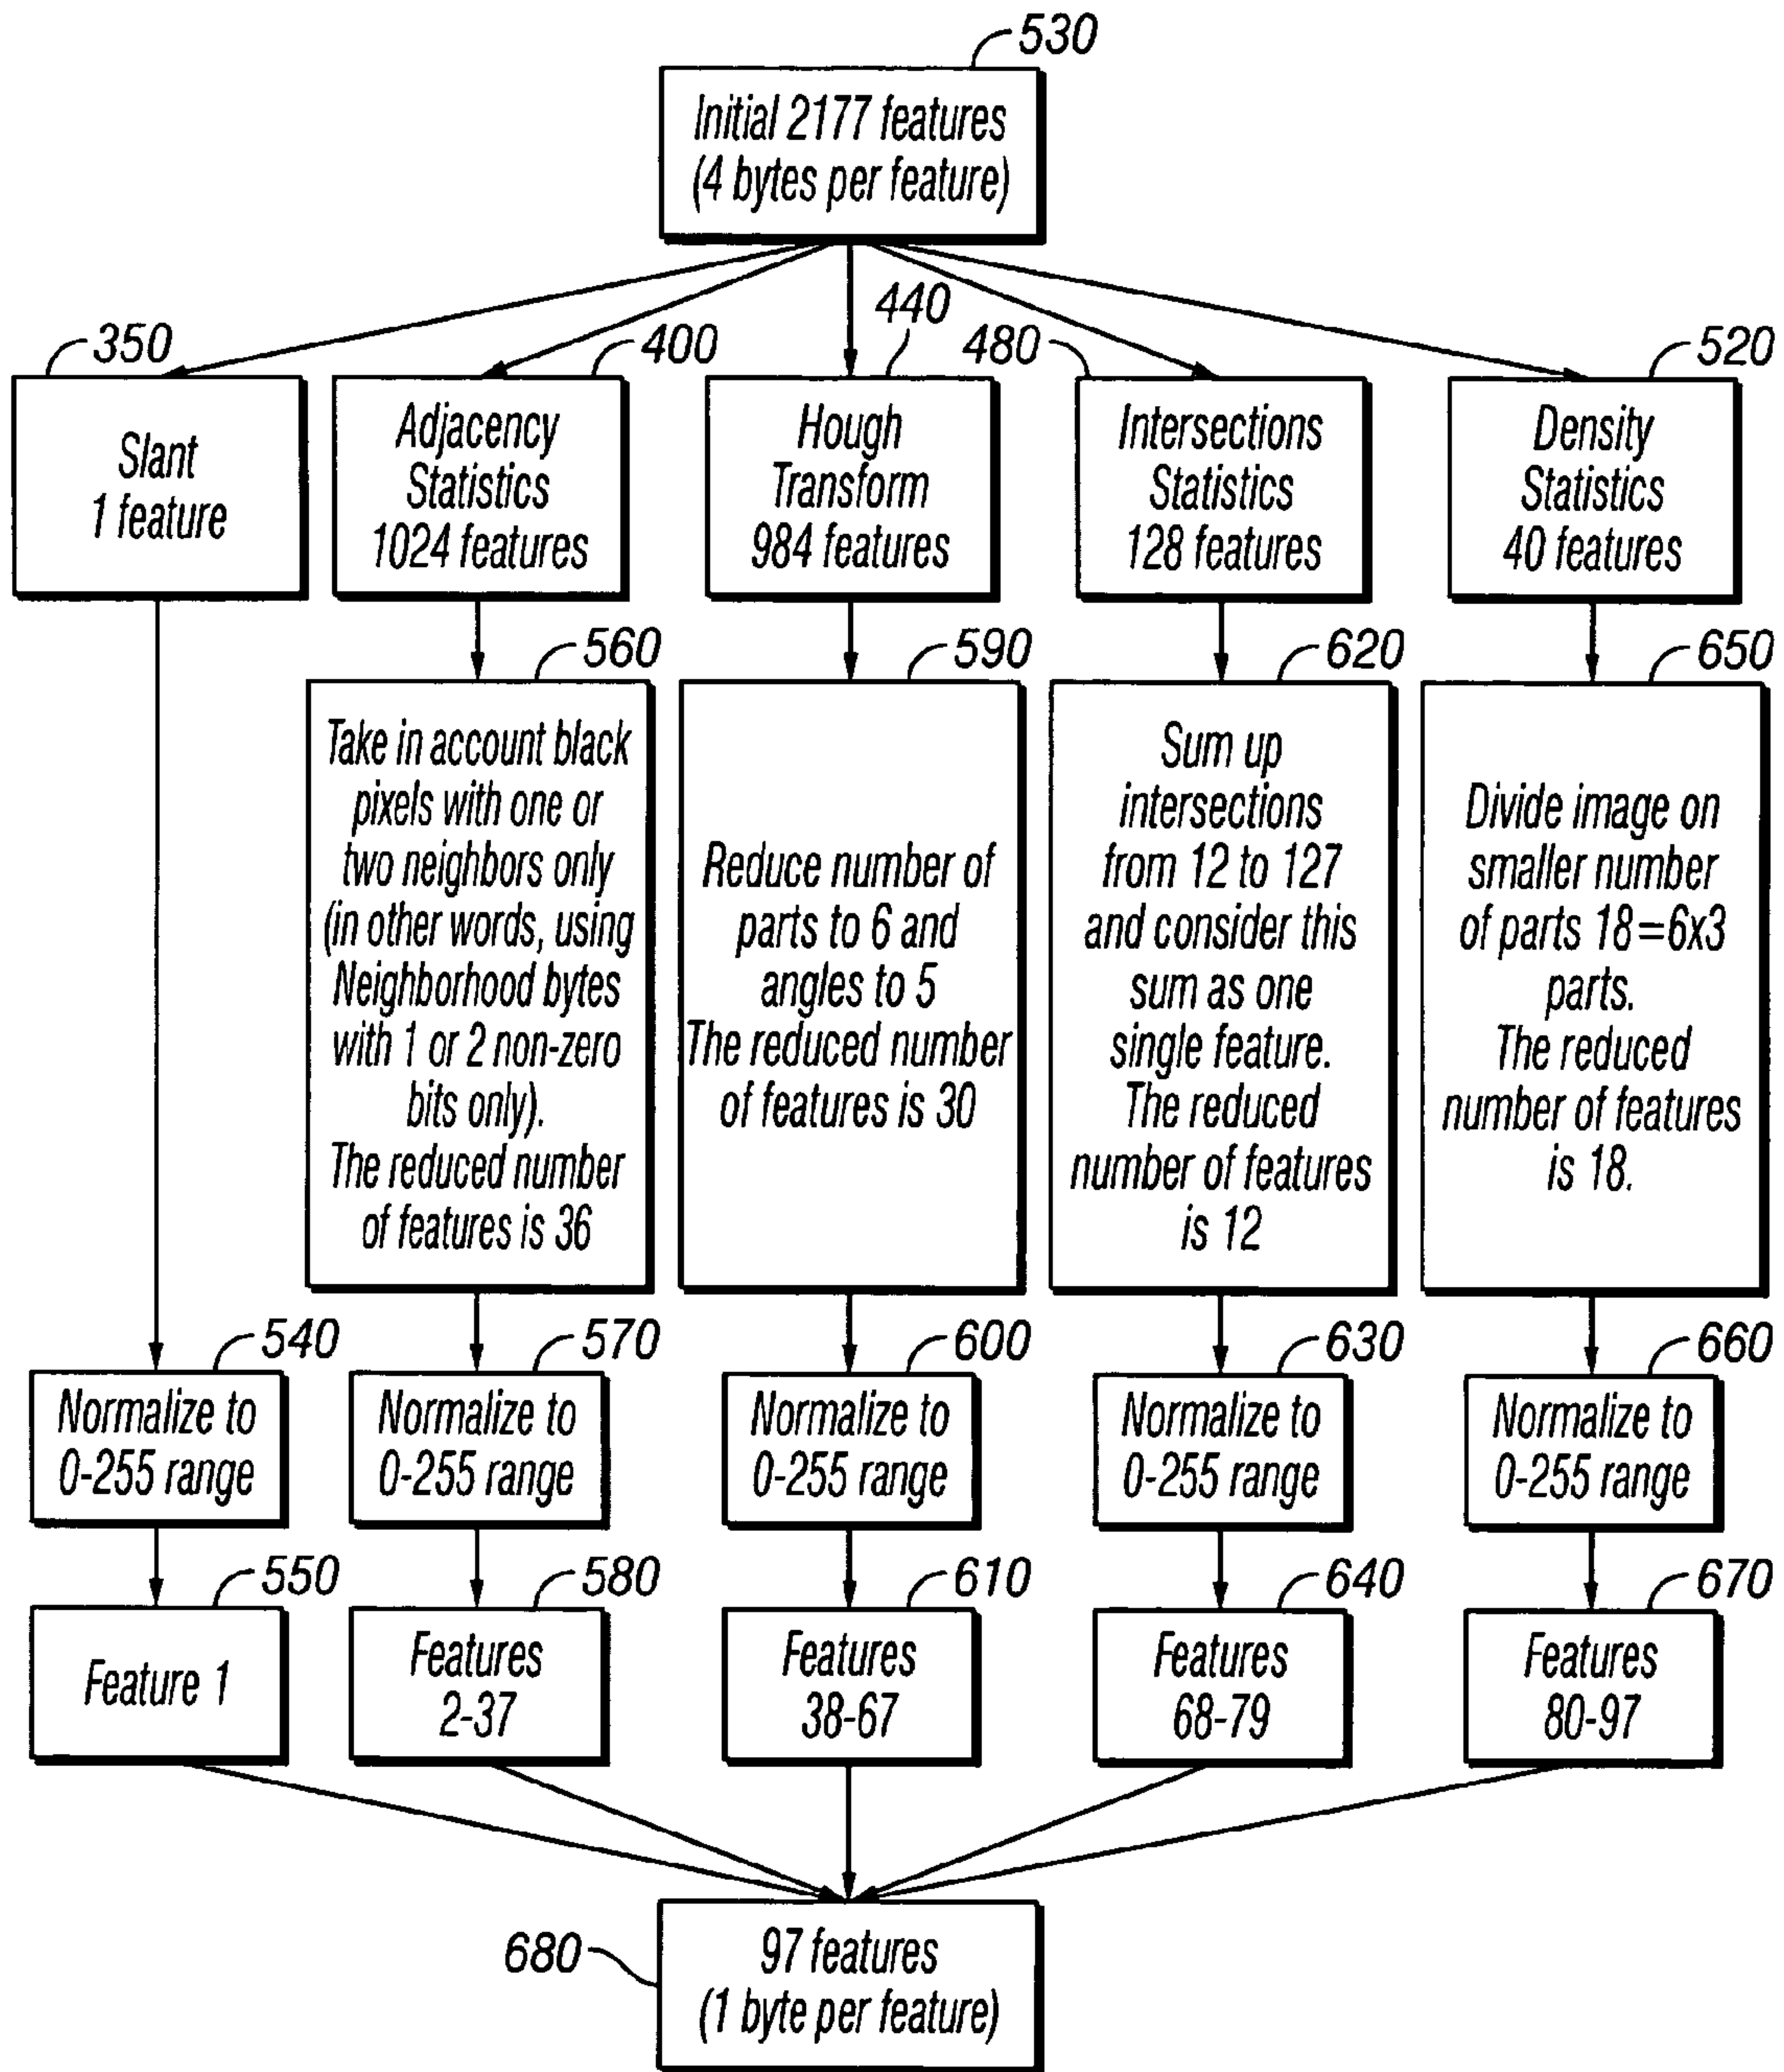 530
Initial 2177 features
(4 bytes per feature)
350
400
440
480
520
Slant
1 feature
Adjacency
Statistics
1024 features
Hough
Transform
984 features
Intersections
Statistics
128 features
Density
Statistics
40 features
560
590
620
650
Take in account black
pixels with one or
two neighbors only
(in other words, using
Neighborhood bytes
with 1 or 2 non-zero
bits only).
The reduced number
of features is 36
Reduce number of
parts to 6 and
angles to 5
The reduced number
of features is 30
Sum up
intersections
from 12 to 127
and consider this
sum as one
single feature.
The reduced
number of features
is 12
Divide image on
smaller number
of parts 18=6x3
parts.
The reduced
number of features
is 18.
540
570
600
630
660
Normalize to
0-255 range
Normalize to
0-255 range
Normalize to
0-255 range
Normalize to
0-255 range
Normalize to
0-255 range
550
580
610
640
670
Feature 1
Features
2-37
Features
38-67
Features
68-79
Features
80-97
680
97 features
(1 byte per feature)